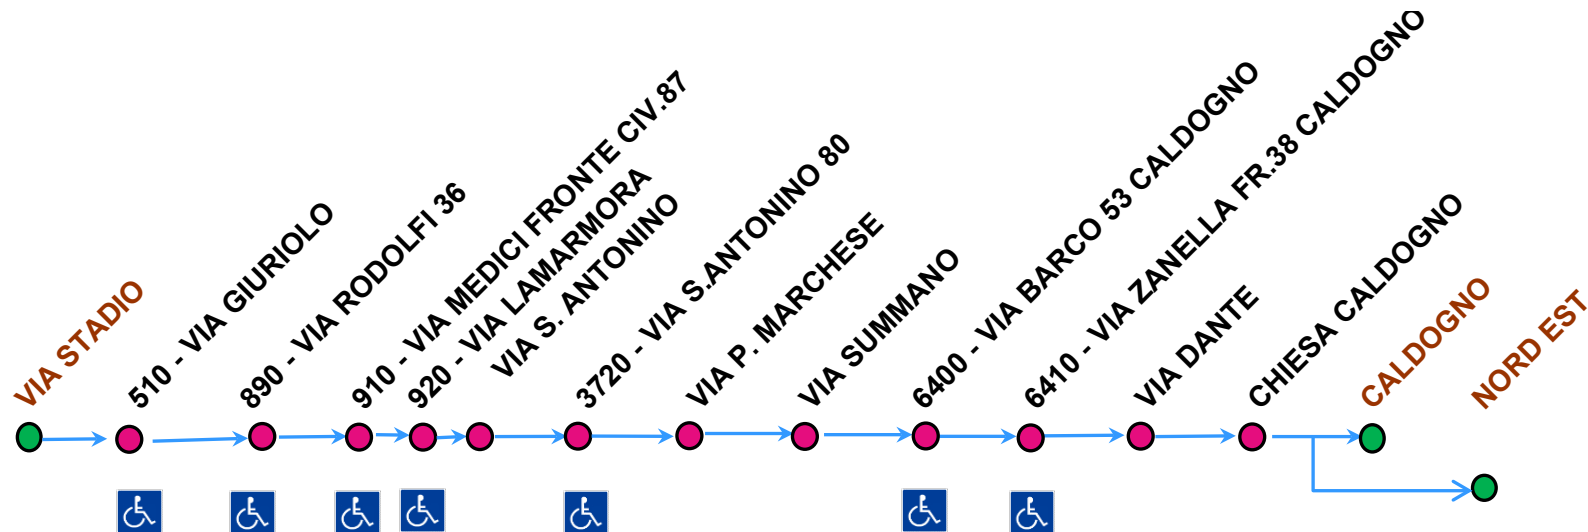 VIA STADIO
510 - VIA GIURIOLO
890 - VIA RODOLFI 36
910 - VIA MEDICI FRONTE CIV.87
920 - VIA LAMARMORA
VIA S. ANTONINO
3720 - VIA S.ANTONINO 80
VIA P. MARCHESE
VIA SUMMANO
6400 - VIA BARCO 53 CALDOGNO
6410 - VIA ZANELLA FR.38 CALDOGNO
VIA DANTE
CHIESA CALDOGNO
CALDOGNO
NORD EST